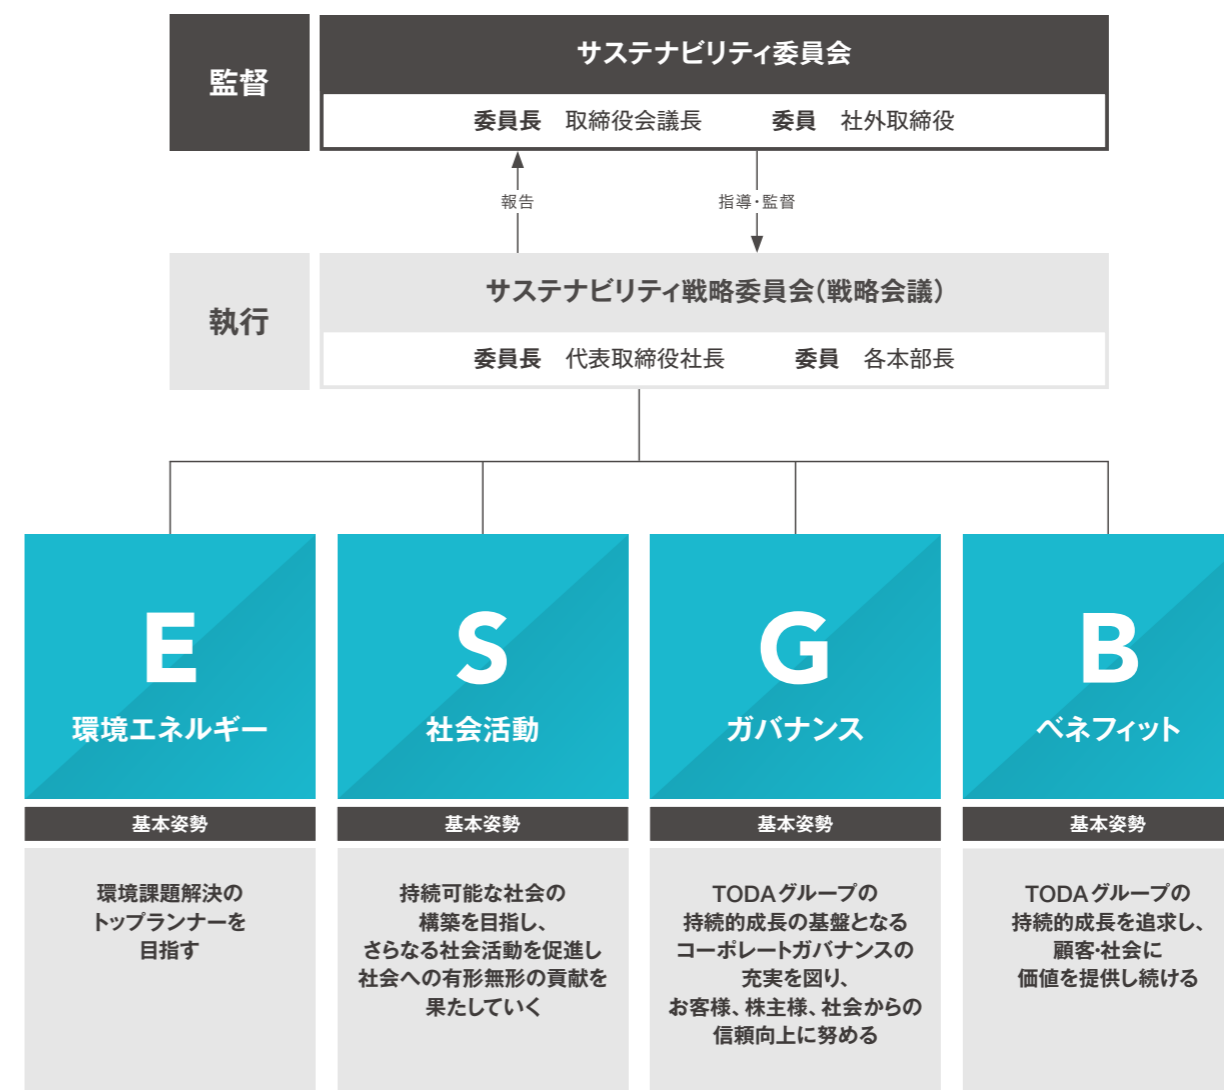 監督
サステナビリティ委員会
委員長 取締役会議長 委員 社外取締役
報告
指導・監督
執行
サステナビリティ戦略委員会（戦略会議）
委員長 代表取締役社長 委員 各本部長
E
環境エネルギー
基本姿勢
環境課題解決の
トップランナーを
目指す
S
社会活動
基本姿勢
持続可能な社会の
構築を目指し、
さらなる社会活動を促進し
社会への有形無形の貢献を
果たしていく
G
ガバナンス
基本姿勢
TODAグループの
持続的成長の基盤となる
コーポレートガバナンスの
充実を図り、
お客様、株主様、社会からの
信頼向上に努める
B
ベネフィット
基本姿勢
TODAグループの
持続的成長を追求し、
顧客・社会に
価値を提供し続ける